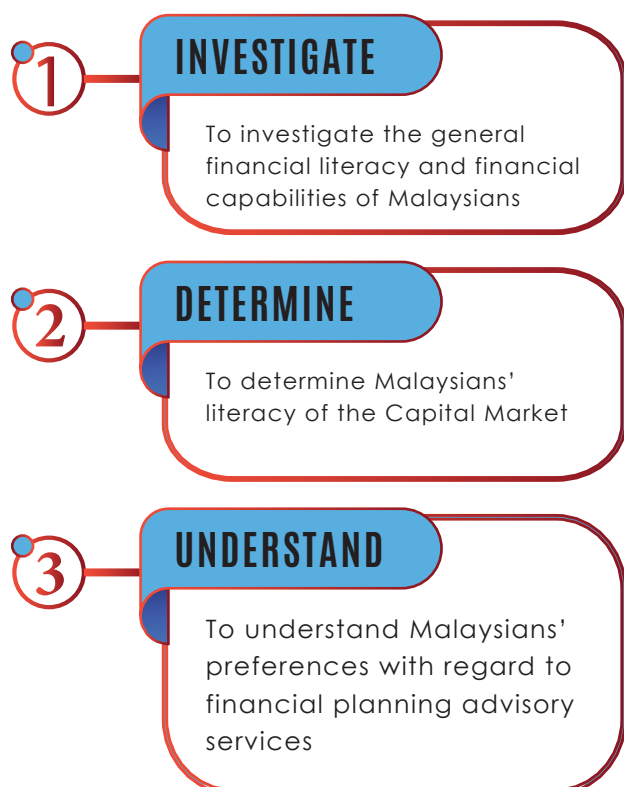 1
INVESTIGATE
To investigate the general
financial literacy and financial
capabilities of Malaysians
2
DETERMINE
To determine Malaysians’
literacy of the Capital Market
3
UNDERSTAND
To understand Malaysians’
preferences with regard to
financial planning advisory
services